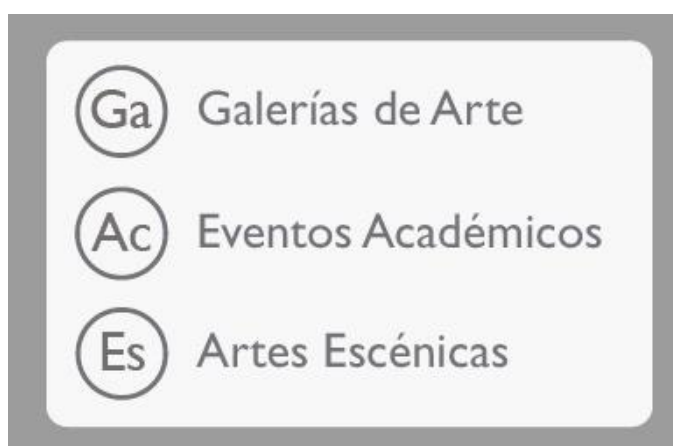 Ga Galerías de Arte
Ac Eventos Académicos
Es Artes Escénicas